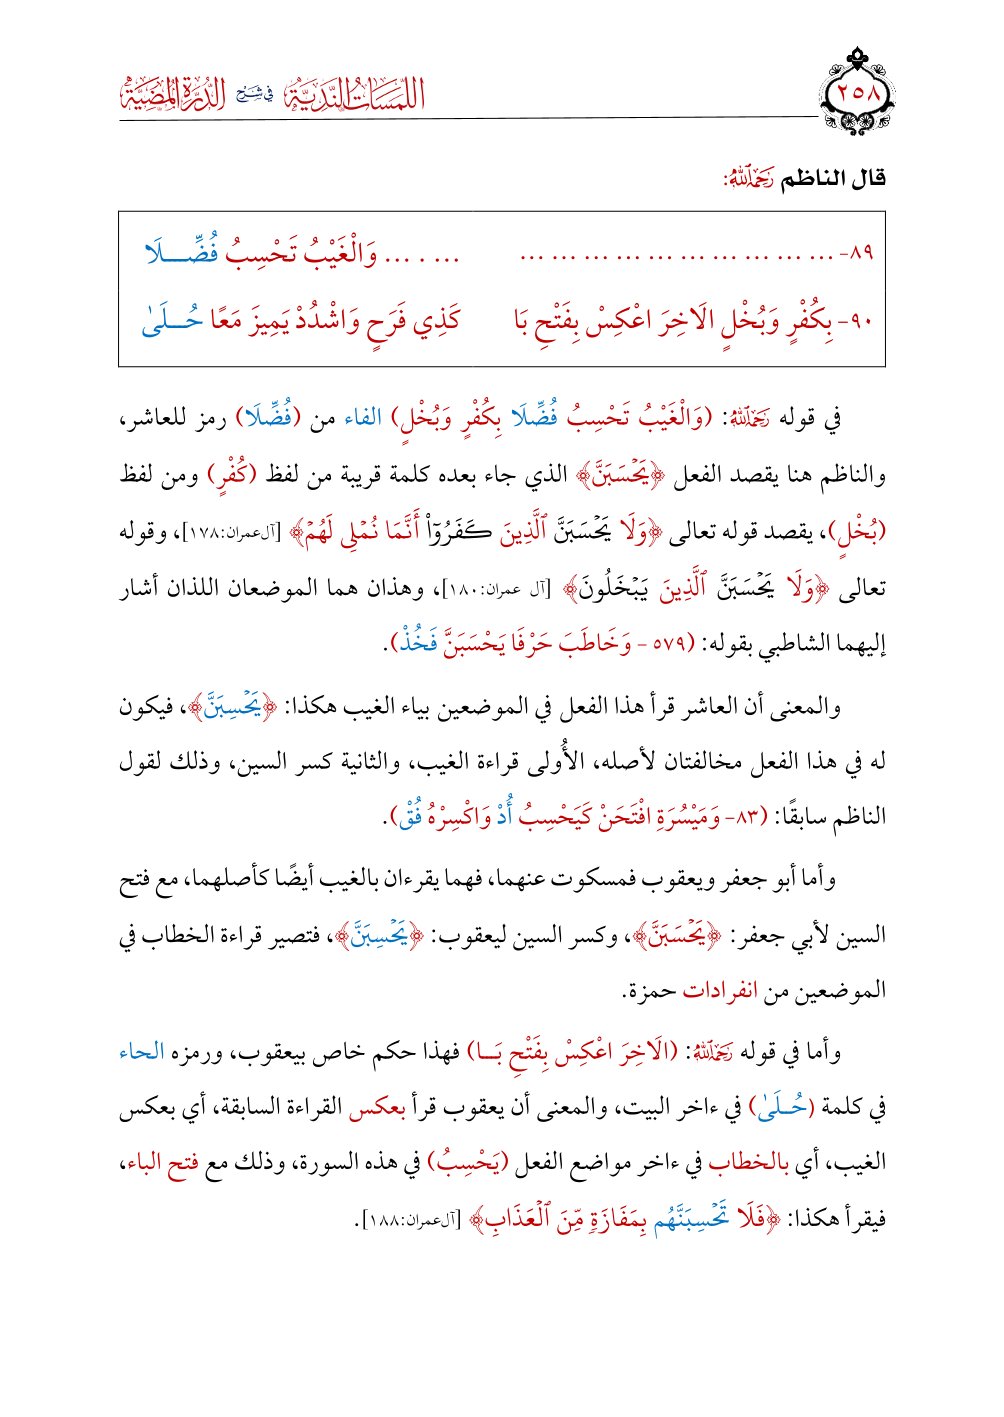 ٢٥٨
اللمسات الندية في شرح الدرة المضية
قال الناظم رَحِمَهُ ٱللَّهُ:
٨٩- ... ... ... ... ... ... ... ... ... ... ... . ... ... وَالْغَيْبُ تَحْسِبُ فُضِّــلَا
٩٠- بِكُفْرٍ وَبُخْلٍ الَاخِرَ اعْكِسْ بِفَتْحِ بَا كَذِي فَرَحٍ وَاشْدُدْ يَمِيزَ مَعًا حُــلَىٰ
في قوله رَحِمَهُ ٱللَّهُ: (وَالْغَيْبُ تَحْسِبُ فُضِّلَا بِكُفْرٍ وَبُخْلٍ) الفاء من (فُضِّلَا) رمز للعاشر،
والناظم هنا يقصد الفعل ﴿يَحْسَبَنَّ﴾ الذي جاء بعده كلمة قريبة من لفظ (كُفْرٍ) ومن لفظ
(بُخْلٍ)، يقصد قوله تعالى ﴿وَلَا يَحْسَبَنَّ ٱلَّذِينَ كَفَرُوٓاْ أَنَّمَا نُمْلِى لَهُمْ﴾ [آل عمران:١٧٨]، وقوله
تعالى ﴿وَلَا يَحْسَبَنَّ ٱلَّذِينَ يَبْخَلُونَ﴾ [آل عمران:١٨٠]، وهذان هما الموضعان اللذان أشار
إليهما الشاطبي بقوله: (٥٧٩ - وَخَاطَبَ حَرْفَا يَحْسَبَنَّ فَخُذْ).
والمعنى أن العاشر قرأ هذا الفعل في الموضعين بياء الغيب هكذا: ﴿يَحْسِبَنَّ﴾، فيكون
له في هذا الفعل مخالفتان لأصله، الأُولى قراءة الغيب، والثانية كسر السين، وذلك لقول
الناظم سابقًا: (٨٣- وَمَيْسُرَةِ افْتَحَنْ كَيَحْسِبُ أُدْ وَاكْسِرْهُ فُقْ).
وأما أبو جعفر ويعقوب فمسكوت عنهما، فهما يقرءان بالغيب أيضًا كأصلهما، مع فتح
السين لأبي جعفر: ﴿يَحْسَبَنَّ﴾، وكسر السين ليعقوب: ﴿يَحْسِبَنَّ﴾، فتصير قراءة الخطاب في
الموضعين من انفرادات حمزة.
وأما في قوله رَحِمَهُ ٱللَّهُ: (الَاخِرَ اعْكِسْ بِفَتْحِ بَــا) فهذا حكم خاص بيعقوب، ورمزه الحاء
في كلمة (حُــلَىٰ) في ءاخر البيت، والمعنى أن يعقوب قرأ بعكس القراءة السابقة، أي بعكس
الغيب، أي بالخطاب في ءاخر مواضع الفعل (يَحْسِبُ) في هذه السورة، وذلك مع فتح الباء،
فيقرأ هكذا: ﴿فَلَا تَحْسِبَنَّهُم بِمَفَازَةٍ مِّنَ ٱلْعَذَابِ﴾ [آل عمران:١٨٨].